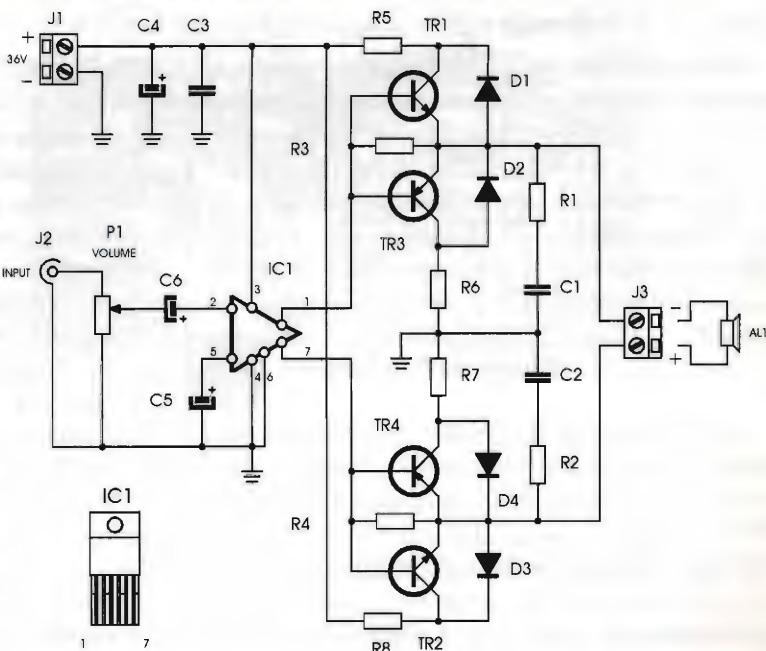 J1
C4
C3
R5
TR1
+
36V
–
+
D1
R3
D2
R1
TR3
J2
P1
VOLUME
INPUT
C6
IC1
3
2
1
+
R6
C1
J3
–
AL1
+
5
7
4
6
+
C5
R7
C2
TR4
R2
D4
IC1
R4
D3
1
7
R8
TR2